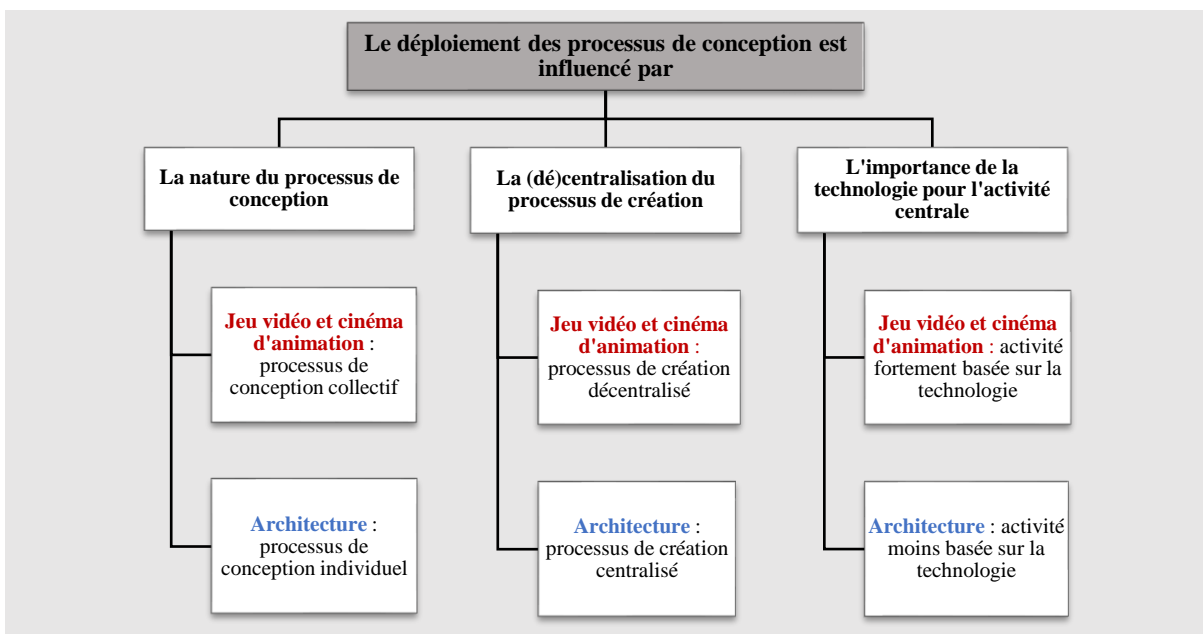 Le déploiement des processus de conception est
influencé par
La nature du processus de
conception
Jeu vidéo et cinéma
d'animation :
processus de
conception collectif
Architecture :
processus de
conception individuel
La (dé)centralisation du
processus de création
Jeu vidéo et cinéma
d'animation :
processus de création
décentralisé
Architecture :
processus de création
centralisé
L'importance de la
technologie pour l'activité
centrale
Jeu vidéo et cinéma
d'animation : activité
fortement basée sur la
technologie
Architecture : activité
moins basée sur la
technologie